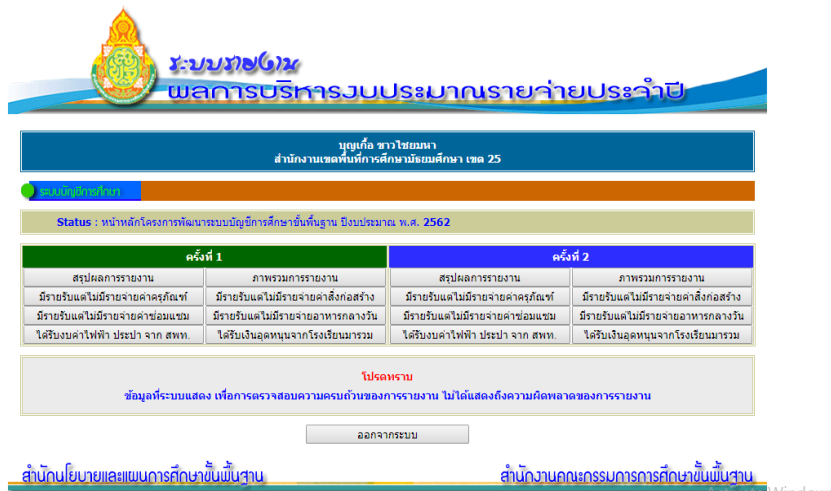 ระบบรายงาน
ผลการบริหารงบประมาณรายจ่ายประจำปี
บุญเกื้อ ชาวไชยมหา
สำนักงานเขตพื้นที่การศึกษามัธยมศึกษา เขต 25
ระบบบัญชีการศึกษา
Status : หน้าหลักโครงการพัฒนาระบบบัญชีการศึกษาขั้นพื้นฐาน ปีงบประมาณ พ.ศ. 2562
ครั้งที่ 1 ครั้งที่ 2
สรุปผลการรายงาน ภาพรวมการรายงาน สรุปผลการรายงาน ภาพรวมการรายงาน
มีรายรับแต่ไม่มีรายจ่ายค่าครุภัณฑ์ มีรายรับแต่ไม่มีรายจ่ายค่าสิ่งก่อสร้าง มีรายรับแต่ไม่มีรายจ่ายค่าครุภัณฑ์ มีรายรับแต่ไม่มีรายจ่ายค่าสิ่งก่อสร้าง
มีรายรับแต่ไม่มีรายจ่ายค่าซ่อมแซม มีรายรับแต่ไม่มีรายจ่ายอาหารกลางวัน มีรายรับแต่ไม่มีรายจ่ายค่าซ่อมแซม มีรายรับแต่ไม่มีรายจ่ายอาหารกลางวัน
ได้รับงบค่าไฟฟ้า ประปา จาก สพท. ได้รับเงินอุดหนุนจากโรงเรียนมารวม ได้รับงบค่าไฟฟ้า ประปา จาก สพท. ได้รับเงินอุดหนุนจากโรงเรียนมารวม
โปรดทราบ
ข้อมูลที่ระบบแสดง เพื่อการตรวจสอบความครบถ้วนของการรายงาน ไม่ได้แสดงถึงความผิดพลาดของการรายงาน
ออกจากระบบ
สำนักนโยบายและแผนการศึกษาขั้นพื้นฐาน สำนักงานคณะกรรมการการศึกษาขั้นพื้นฐาน